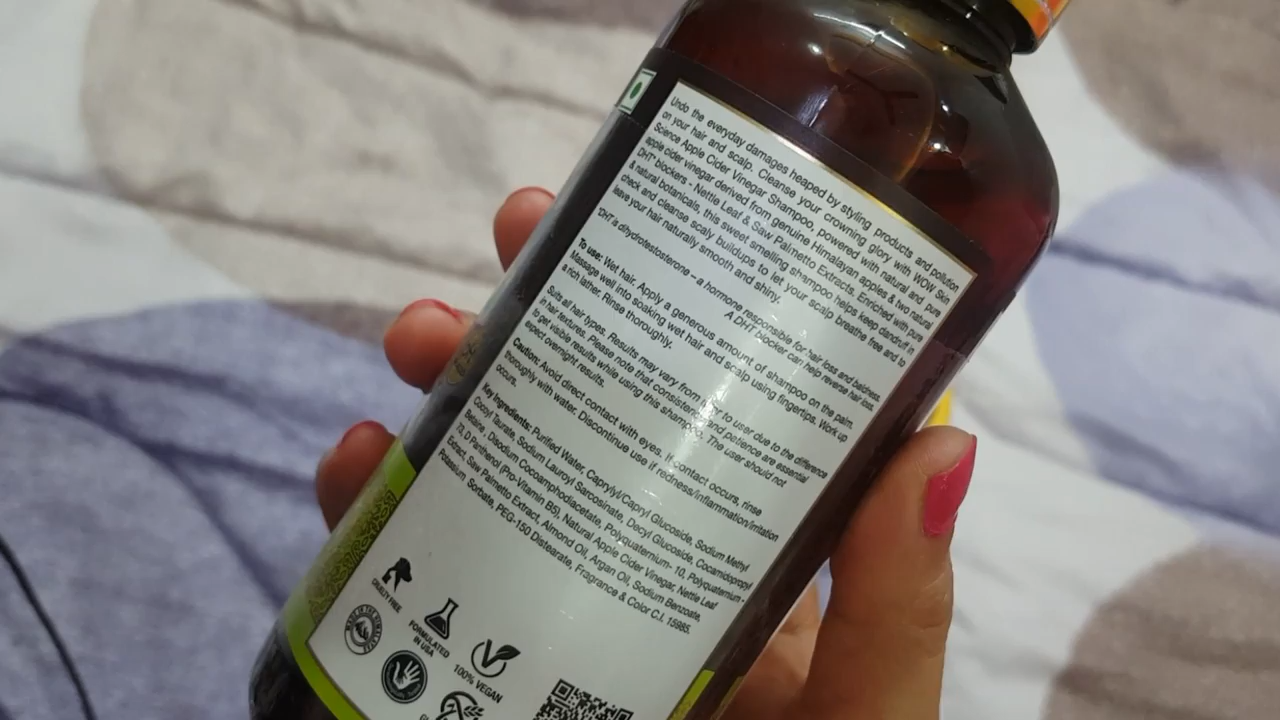 Undo the everyday damages heaped by styling products and pollution
on your hair and scalp. Cleanse your crowning glory with WOW Skin
Science Apple Cider Vinegar Shampoo, powered with natural and pure
apple cider vinegar derived from genuine Himalayan apples & two natural
DHT* blockers - Nettle Leaf & Saw Palmetto Extracts. Enriched with pure
& natural botanicals, this sweet smelling shampoo helps keep dandruff in
check and cleanse scaly buildups to let your scalp breathe free and to
leave your hair naturally smooth and shiny.
*DHT is dihydrotestosterone – a hormone responsible for hair loss and baldness.
A DHT blocker can help reverse hair loss.
To use: Wet hair. Apply a generous amount of shampoo on the palm.
Massage well into soaking wet hair and scalp using fingertips. Work up
a rich lather. Rinse thoroughly.
Suits all hair types. Results may vary from user to user due to the difference
in hair textures. Please note that consistency and patience are essential
to get visible results while using this shampoo. The user should not
expect overnight results.
Caution: Avoid direct contact with eyes. If contact occurs, rinse
thoroughly with water. Discontinue use if redness/inflammation/irritation
occurs.
Key Ingredients: Purified Water, Caprylyl/Capryl Glucoside, Sodium Methyl
Cocoyl Taurate, Sodium Lauroyl Sarcosinate, Decyl Glucoside, Cocamidopropyl
Betaine, Disodium Cocoamphodiacetate, Polyquaternium- 10, Polyquaternium -
73, D Panthenol (Pro-Vitamin B5), Natural Apple Cider Vinegar, Nettle Leaf
Extract, Saw Palmetto Extract, Almond Oil, Argan Oil, Sodium Benzoate,
Potassium Sorbate, PEG-150 Distearate, Fragrance & Color C.I. 15985.
CRUELTY FREE
FORMULATED
IN USA
100% VEGAN